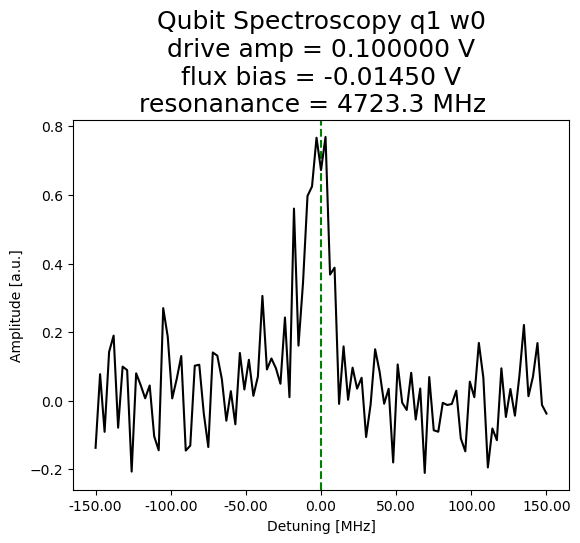 Qubit Spectroscopy q1 w0
drive amp = 0.100000 V
flux bias = -0.01450 V
resonanance = 4723.3 MHz
0.8
0.6
0.4
0.2
0.0
−0.2
Amplitude [a.u.]
-150.00 -100.00 -50.00 0.00 50.00 100.00 150.00
Detuning [MHz]